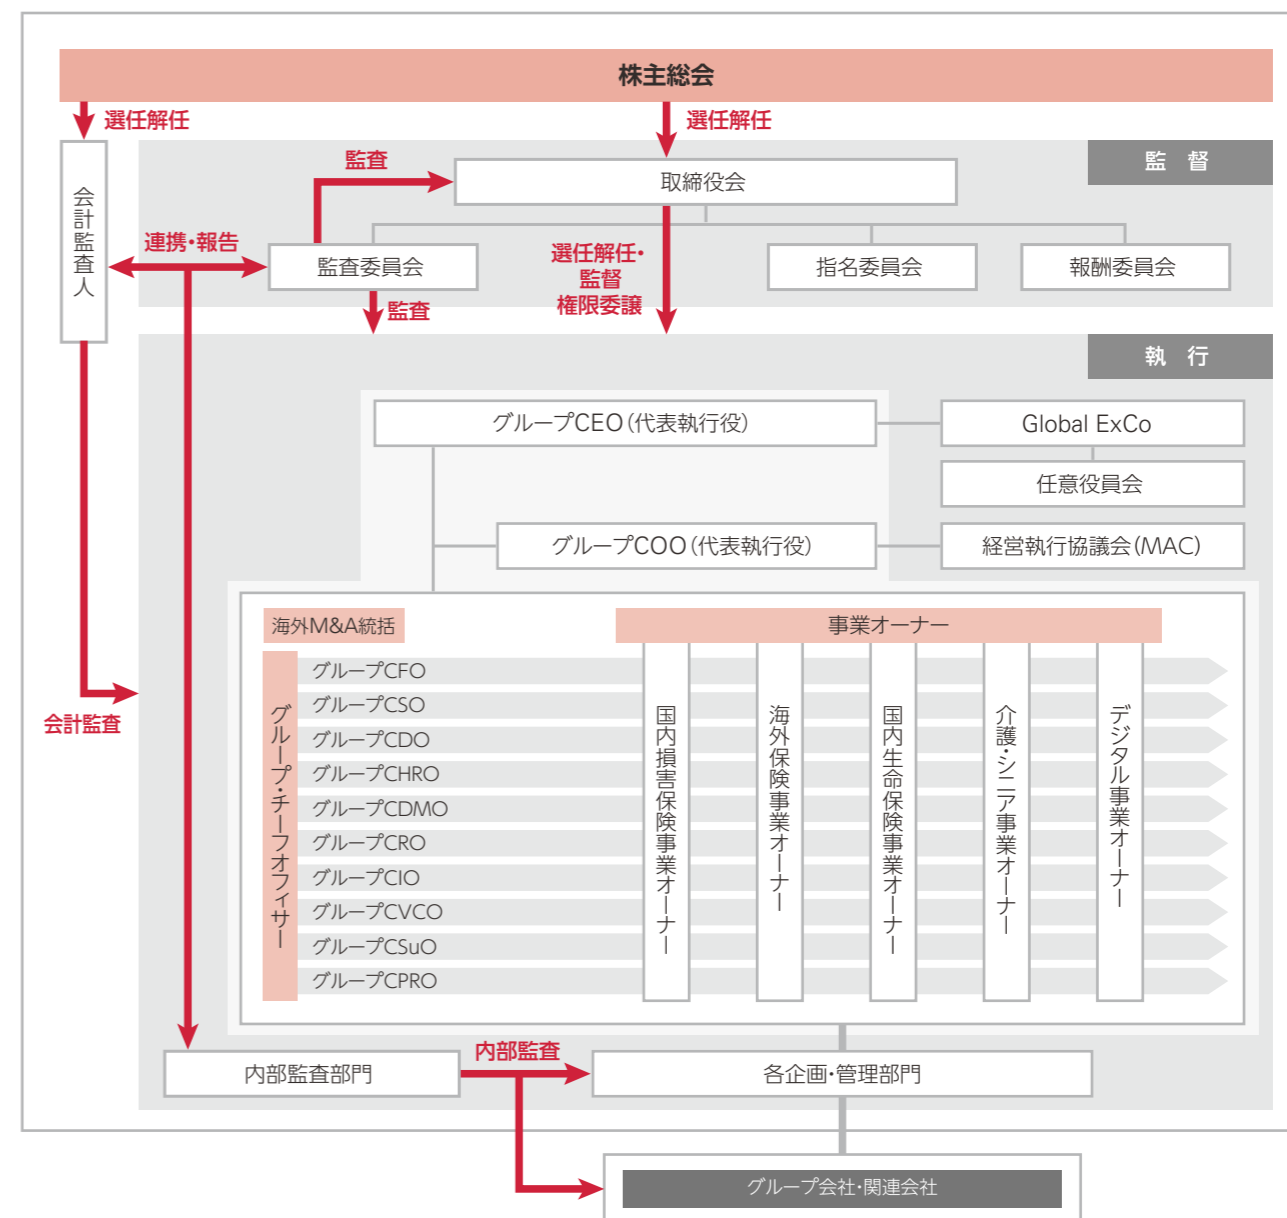 株主総会
選任解任
選任解任
監督
監査
取締役会
会計監査人
連携・報告
監査委員会
選任解任・
監督
権限委譲
指名委員会
報酬委員会
監査
執行
グループCEO（代表執行役）
Global ExCo
任意役員会
グループCOO（代表執行役）
経営執行協議会（MAC）
海外M&A統括
事業オーナー
グループ・チーフオフィサー
グループCFO
グループCSO
グループCDO
グループCHRO
グループCDMO
グループCRO
グループCIO
グループCVCO
グループCSuO
グループCPRO
国内損害保険事業オーナー
海外保険事業オーナー
国内生命保険事業オーナー
介護・シニア事業オーナー
デジタル事業オーナー
会計監査
内部監査部門
内部監査
各企画・管理部門
グループ会社・関連会社